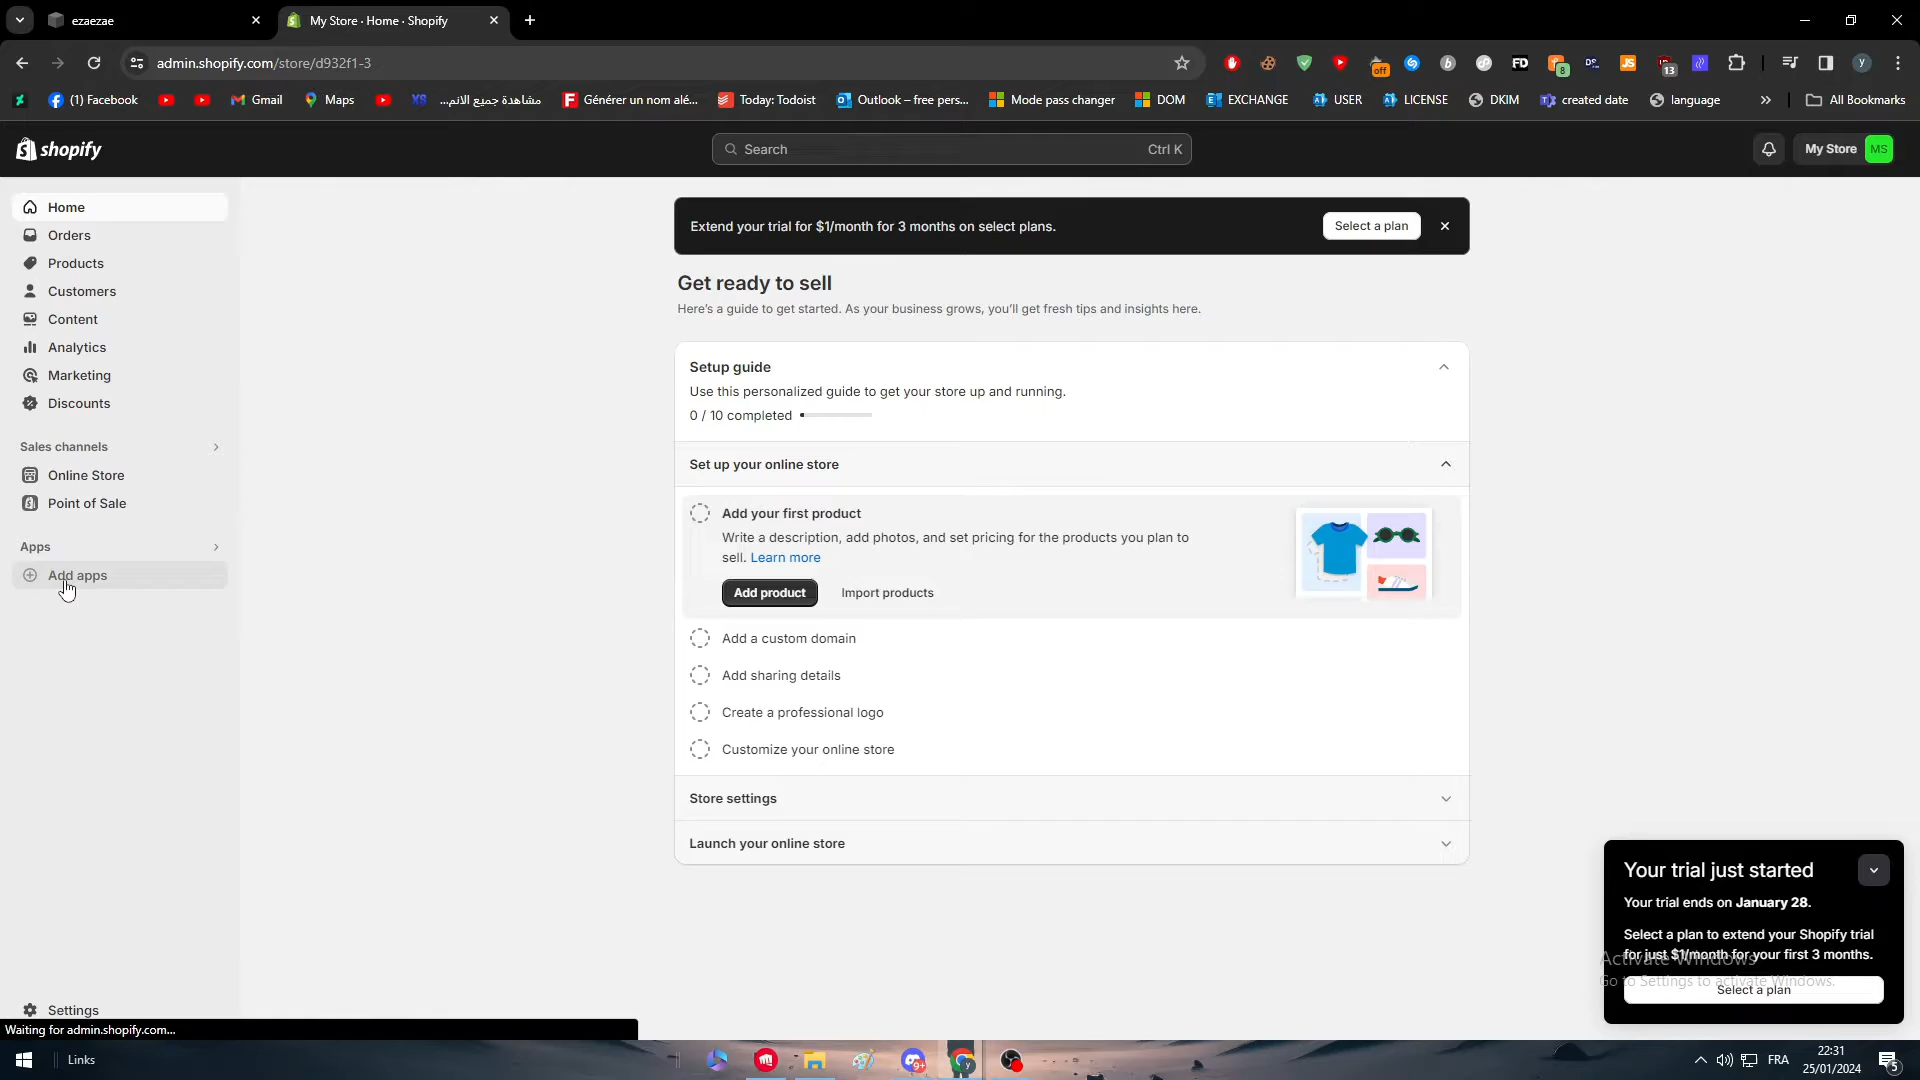 ezaezae
My Store · Home · Shopify
admin.shopify.com/store/d932f1-3
off
FD
8
JS
13
y
(1) Facebook
Gmail
Maps
مشاهدة جميع الانم...
Générer un nom alé...
Today: Todoist
Outlook – free pers...
Mode pass changer
DOM
EXCHANGE
USER
LICENSE
DKIM
created date
language
All Bookmarks
shopify
Search
Ctrl K
My Store
MS
Home
Orders
Products
Customers
Content
Analytics
Marketing
Discounts
Sales channels
Online Store
Point of Sale
Apps
Add apps
Settings
Extend your trial for $1/month for 3 months on select plans.
Select a plan
Get ready to sell
Here's a guide to get started. As your business grows, you'll get fresh tips and insights here.
Setup guide
Use this personalized guide to get your store up and running.
0 / 10 completed
Set up your online store
Add your first product
Write a description, add photos, and set pricing for the products you plan to
sell. Learn more
Add product
Import products
Add a custom domain
Add sharing details
Create a professional logo
Customize your online store
Store settings
Launch your online store
Your trial just started
Your trial ends on January 28.
Select a plan to extend your Shopify trial
for just $1/month for your first 3 months.
Select a plan
Activate Windows
Go to Settings to activate Windows.
Waiting for admin.shopify.com...
Links
9+
FRA
22:31
25/01/2024
5